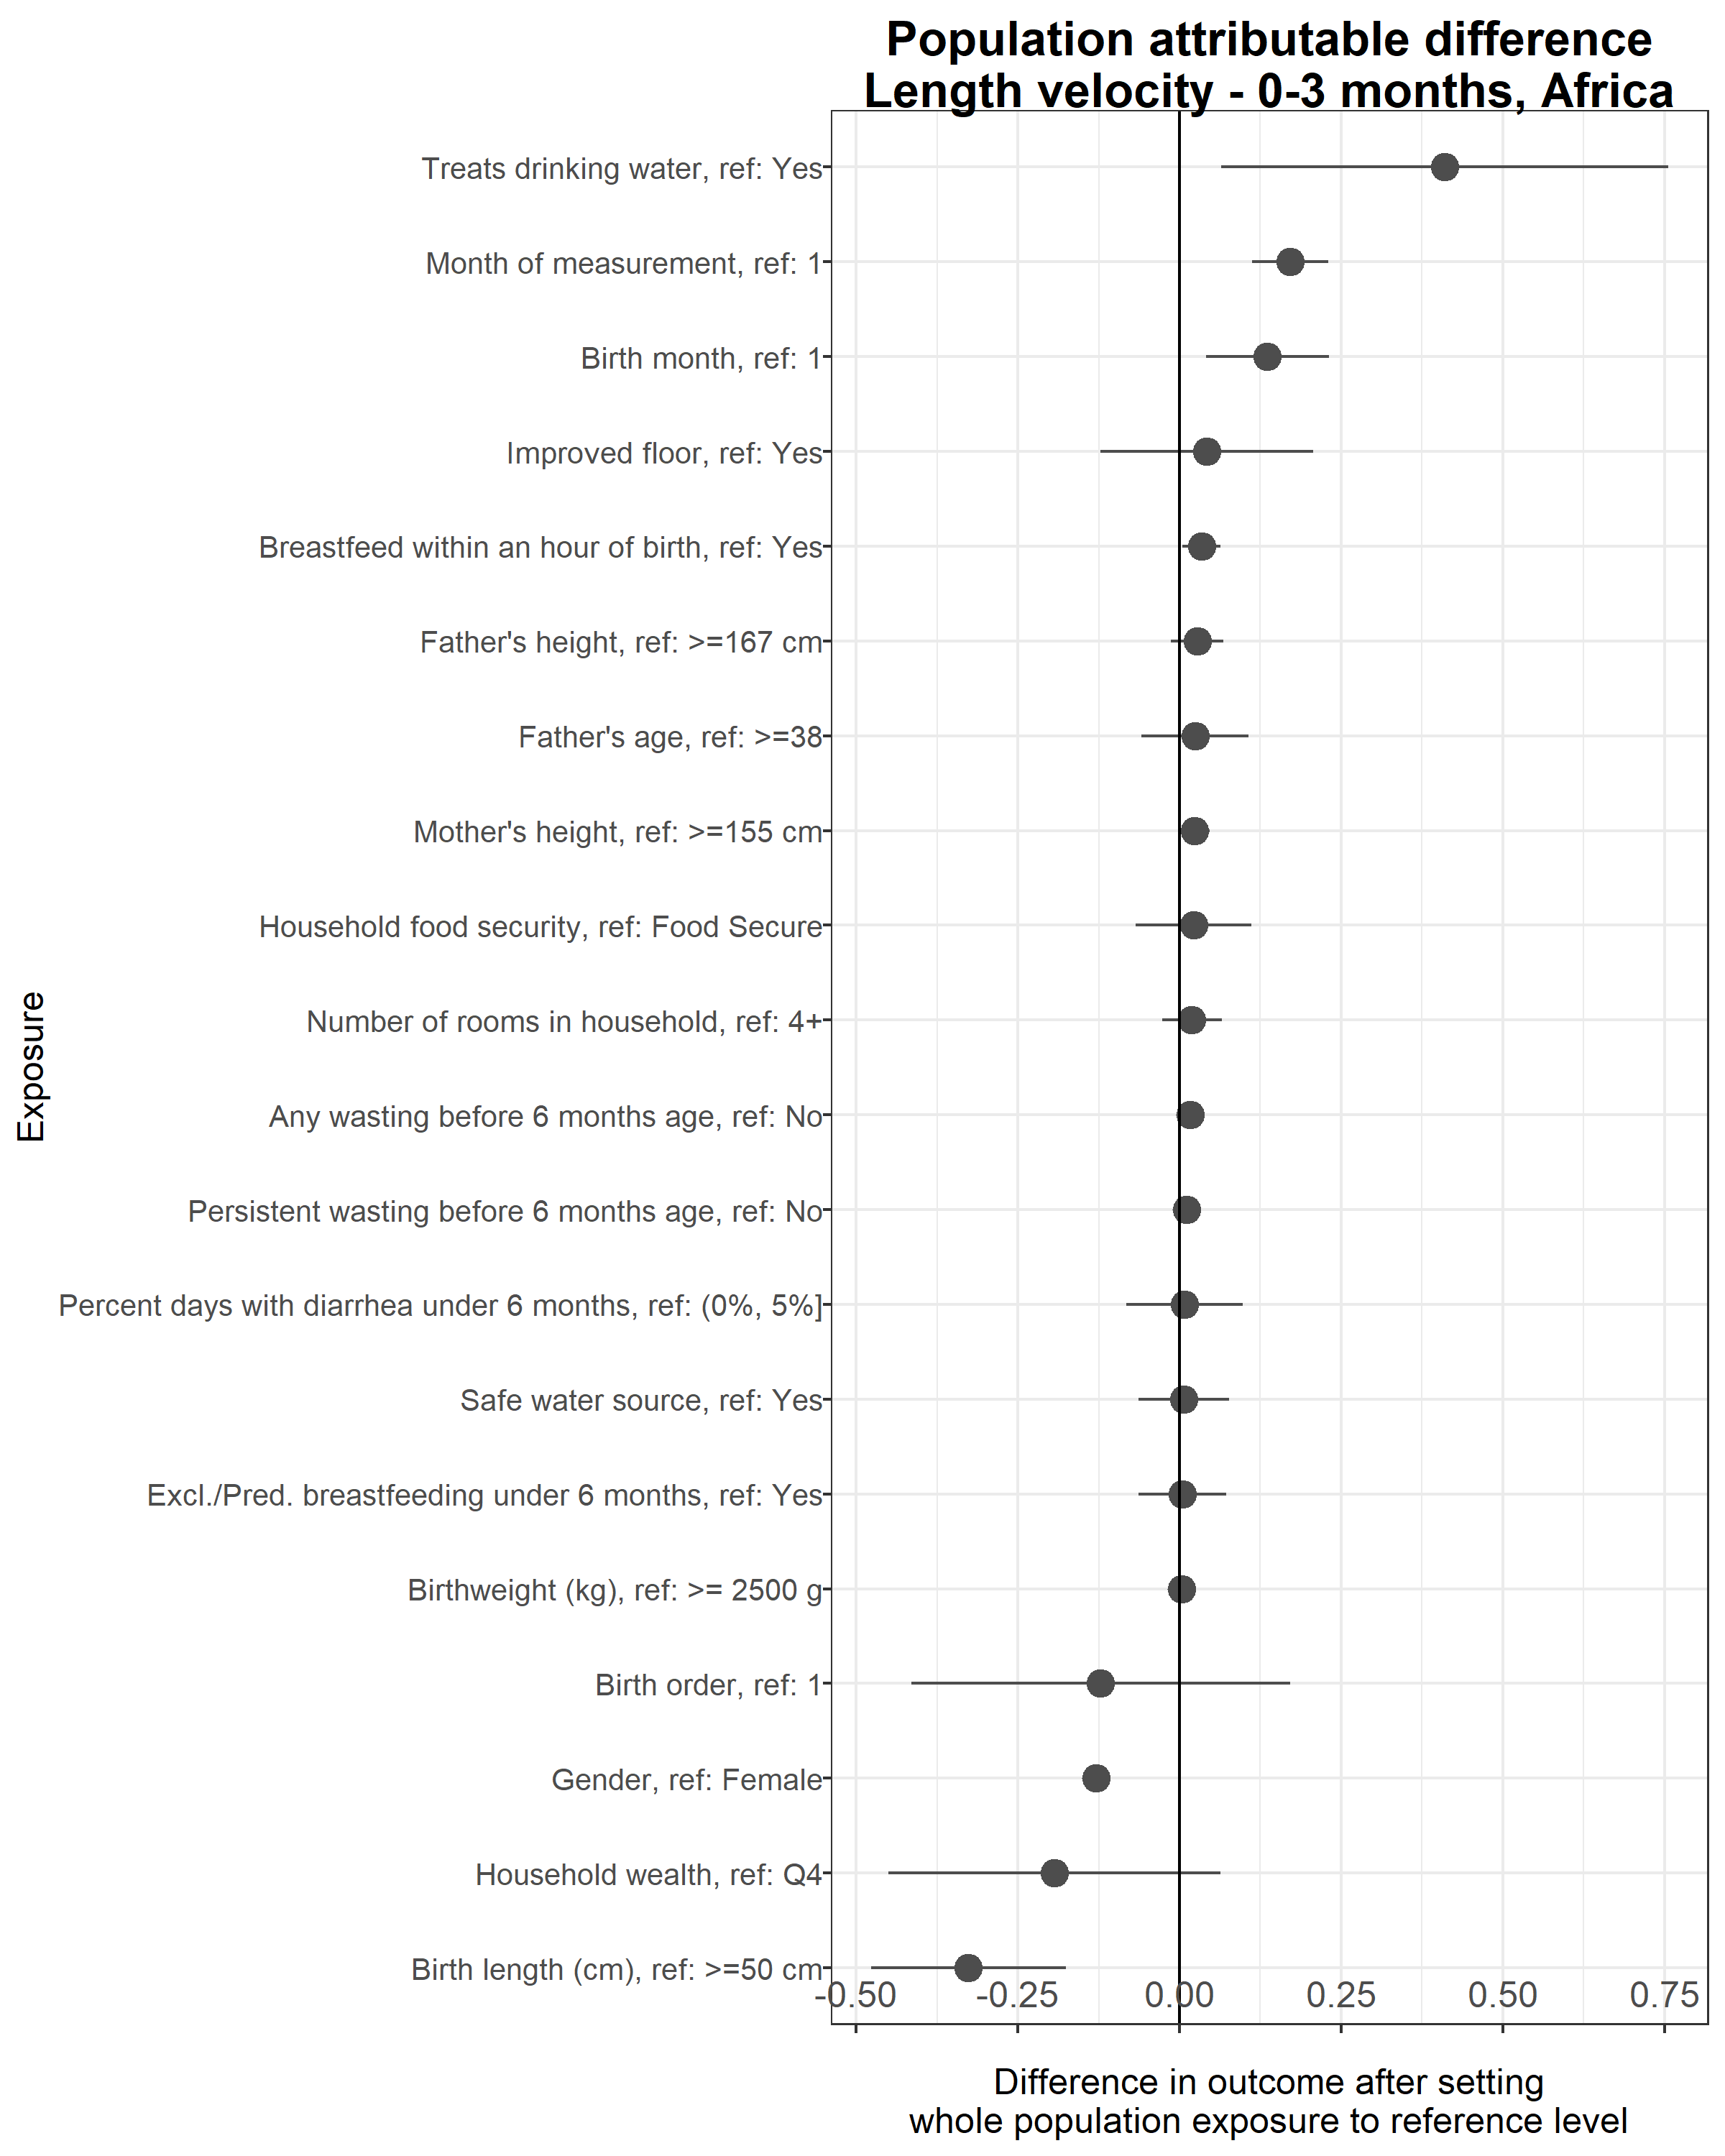 Population attributable difference
Length velocity - 0-3 months, Africa
Treats drinking water, ref: Yes
Month of measurement, ref: 1
Birth month, ref: 1
Improved floor, ref: Yes
Breastfeed within an hour of birth, ref: Yes
Father's height, ref: >=167 cm
Father's age, ref: >=38
Mother's height, ref: >=155 cm
Household food security, ref: Food Secure
Number of rooms in household, ref: 4+
Any wasting before 6 months age, ref: No
Persistent wasting before 6 months age, ref: No
Percent days with diarrhea under 6 months, ref: (0%, 5%]
Safe water source, ref: Yes
Excl./Pred. breastfeeding under 6 months, ref: Yes
Birthweight (kg), ref: >= 2500 g
Birth order, ref: 1
Gender, ref: Female
Household wealth, ref: Q4
Birth length (cm), ref: >=50 cm
Exposure
-0.50 -0.25 0.00 0.25 0.50 0.75
Difference in outcome after setting
whole population exposure to reference level